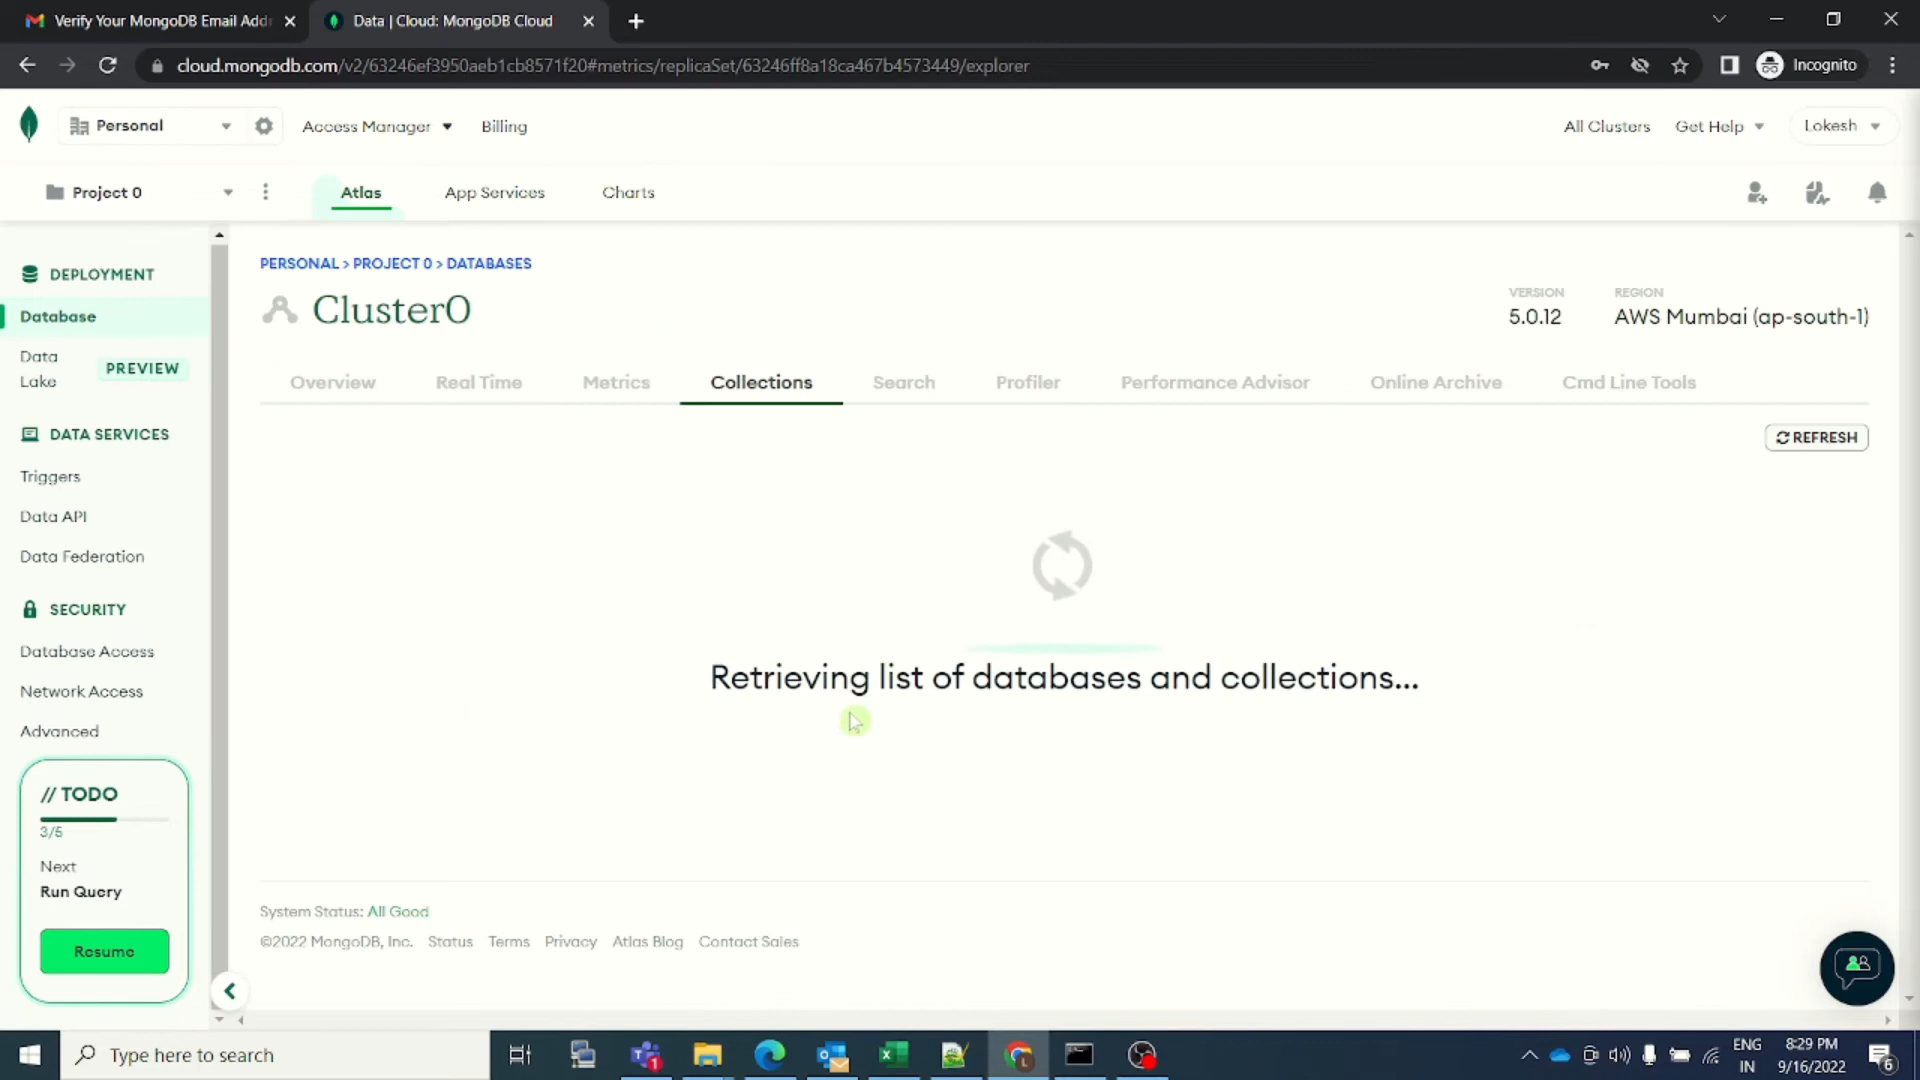 Verify Your MongoDB Email Addr
Data | Cloud: MongoDB Cloud
cloud.mongodb.com/v2/63246ef3950aeb1cb8571f20#metrics/replicaSet/63246ff8a18ca467b4573449/explorer
Incognito
Personal
Access Manager
Billing
All Clusters
Get Help
Lokesh
Project 0
Atlas
App Services
Charts
DEPLOYMENT
Database
Data Lake
PREVIEW
DATA SERVICES
Triggers
Data API
Data Federation
SECURITY
Database Access
Network Access
Advanced
// TODO
3/5
Next
Run Query
Resume
PERSONAL > PROJECT 0 > DATABASES
Cluster0
VERSION
5.0.12
REGION
AWS Mumbai (ap-south-1)
Overview
Real Time
Metrics
Collections
Search
Profiler
Performance Advisor
Online Archive
Cmd Line Tools
REFRESH
Retrieving list of databases and collections...
System Status: All Good
©2022 MongoDB, Inc. Status Terms Privacy Atlas Blog Contact Sales
Type here to search
1
L
ENG
IN
8:29 PM
9/16/2022
6